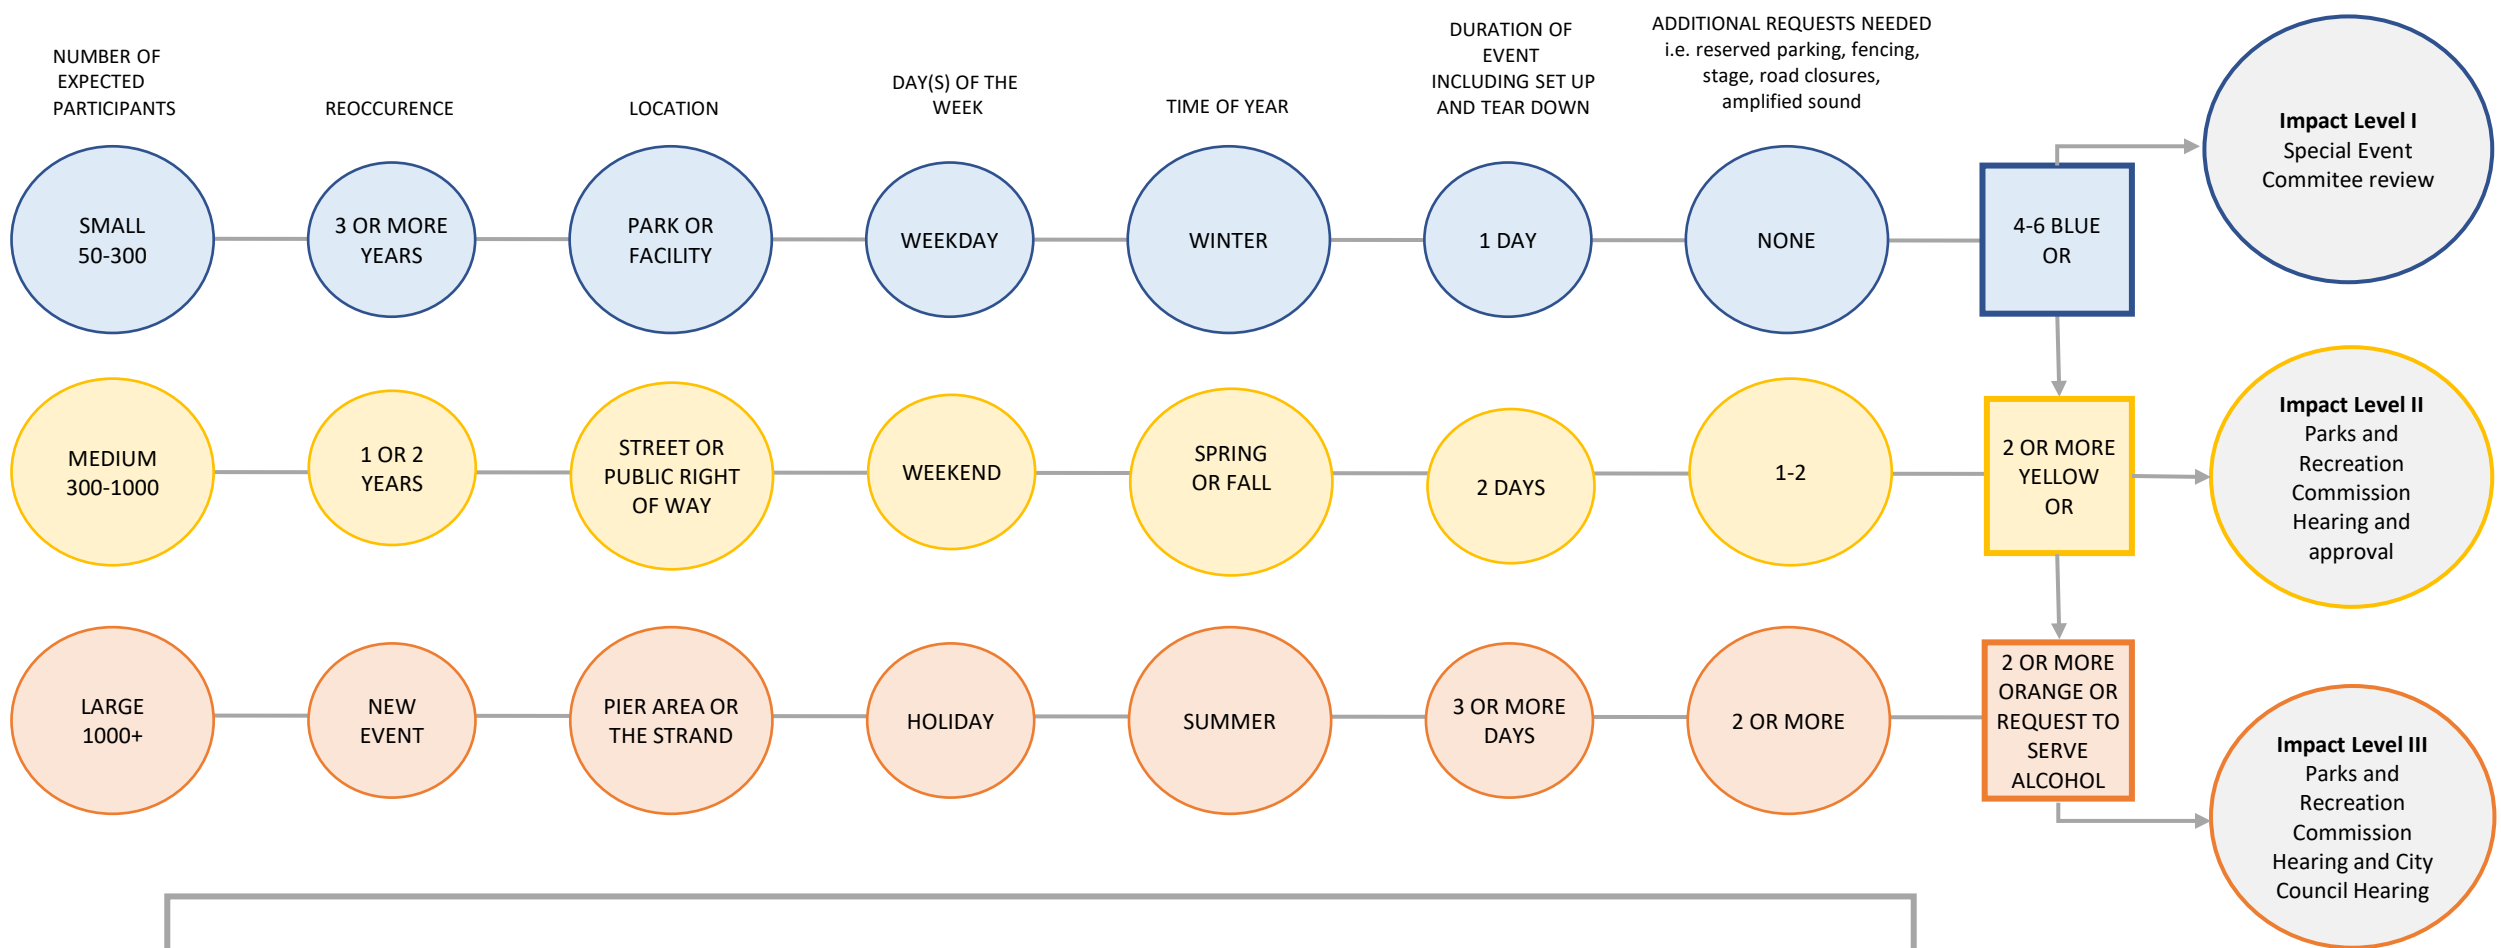 NUMBER OF
EXPECTED
PARTICIPANTS
REOCCURENCE
LOCATION
DAY(S) OF THE
WEEK
TIME OF YEAR
DURATION OF
EVENT
INCLUDING SET UP
AND TEAR DOWN
ADDITIONAL REQUESTS NEEDED
i.e. reserved parking, fencing,
stage, road closures,
amplified sound
SMALL
50-300
3 OR MORE
YEARS
PARK OR
FACILITY
WEEKDAY
WINTER
1 DAY
NONE
4-6 BLUE
OR
Impact Level I
Special Event
Commitee review
MEDIUM
300-1000
1 OR 2
YEARS
STREET OR
PUBLIC RIGHT
OF WAY
WEEKEND
SPRING
OR FALL
2 DAYS
1-2
2 OR MORE
YELLOW
OR
Impact Level II
Parks and
Recreation
Commission
Hearing and
approval
LARGE
1000+
NEW
EVENT
PIER AREA OR
THE STRAND
HOLIDAY
SUMMER
3 OR MORE
DAYS
2 OR MORE
2 OR MORE
ORANGE OR
REQUEST TO
SERVE
ALCOHOL
Impact Level III
Parks and
Recreation
Commission
Hearing and City
Council Hearing